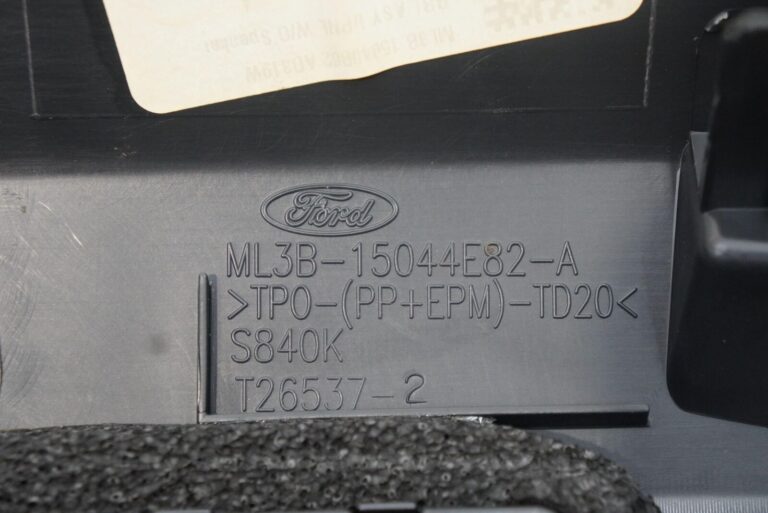 Ford
ML3B-15044E82-A
>TPO-(PP+EPM)-TD20<
S840K
T26537-2